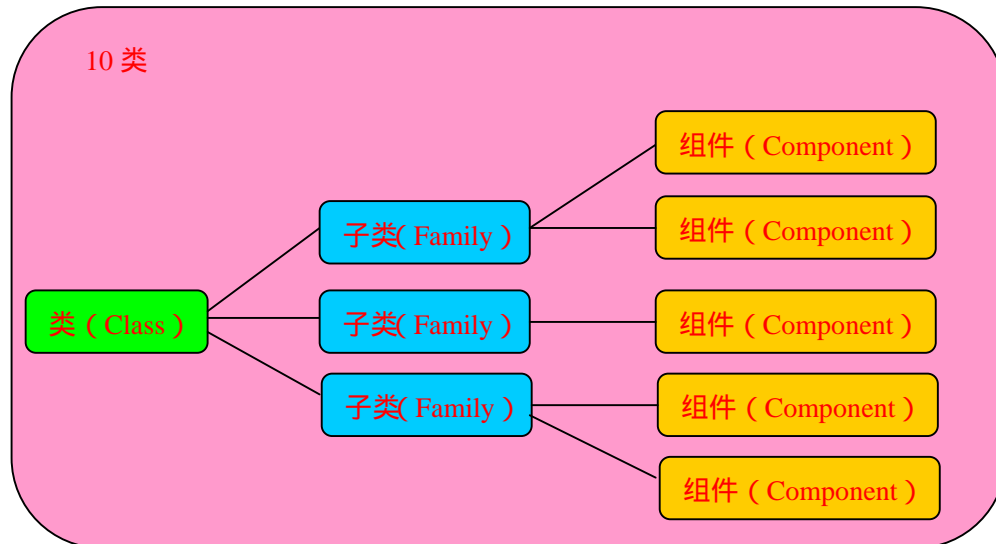 10 类
组件（Component）
组件（Component）
子类（Family）
类（Class）
子类（Family）
组件（Component）
子类（Family）
组件（Component）
组件（Component）